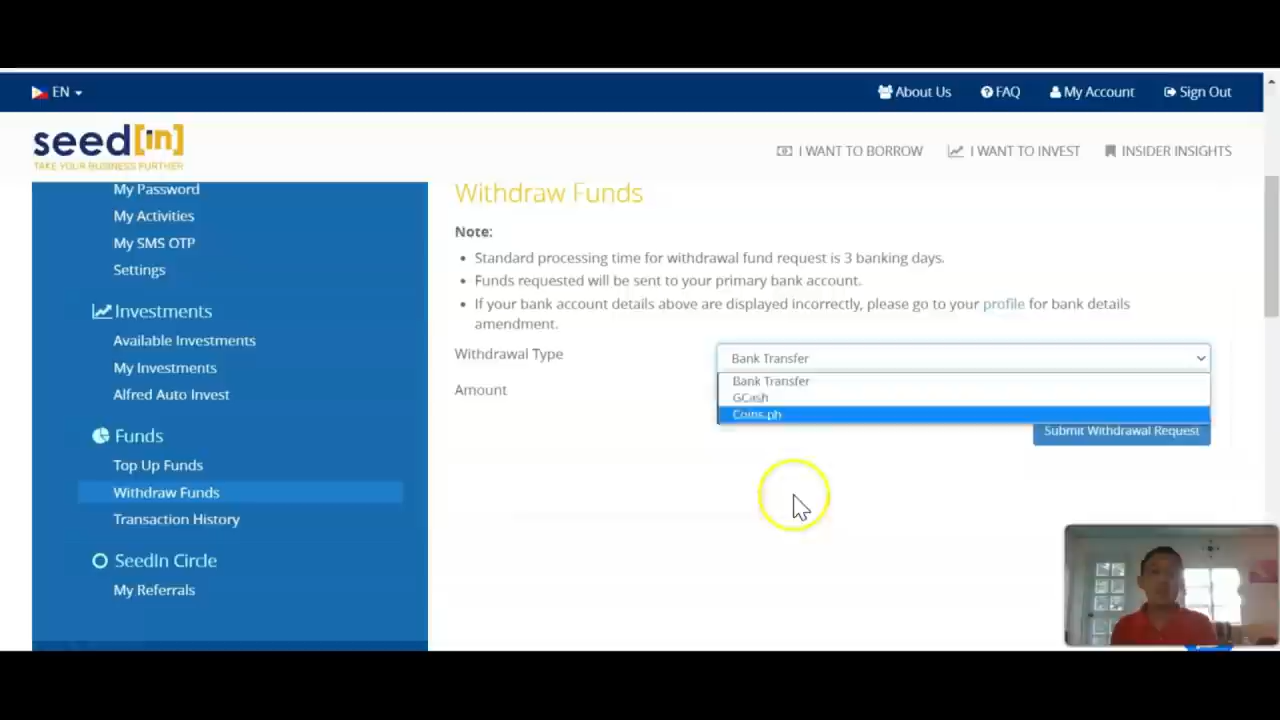 EN
About Us
FAQ
My Account
Sign Out
seed[in]
TAKE YOUR BUSINESS FURTHER
I WANT TO BORROW
I WANT TO INVEST
INSIDER INSIGHTS
My Password
My Activities
My SMS OTP
Settings
Investments
Available Investments
My Investments
Alfred Auto Invest
Funds
Top Up Funds
Withdraw Funds
Transaction History
SeedIn Circle
My Referrals
Withdraw Funds
Note:
Standard processing time for withdrawal fund request is 3 banking days.
Funds requested will be sent to your primary bank account.
If your bank account details above are displayed incorrectly, please go to your profile for bank details
amendment.
Withdrawal Type
Bank Transfer
Bank Transfer
GCash
Coins.ph
Amount
Submit Withdrawal Request